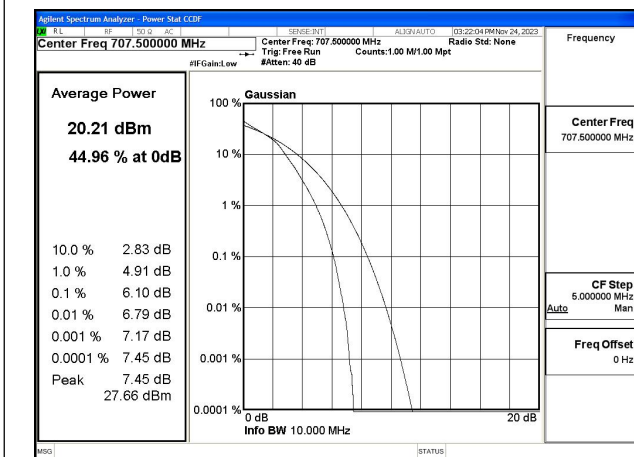 Agilent Spectrum Analyzer - Power Stat CCDF
LXI RL RF 50 Ω AC SENSE:INT ALIGN AUTO 03:22:04 PM Nov 24, 2023
Center Freq 707.500000 MHz
Center Freq: 707.500000 MHz Radio Std: None
Trig: Free Run Counts:1.00 M/1.00 Mpt
#IFGain:Low #Atten: 40 dB
Frequency
Average Power
20.21 dBm
44.96 % at 0dB
10.0 % 2.83 dB
1.0 % 4.91 dB
0.1 % 6.10 dB
0.01 % 6.79 dB
0.001 % 7.17 dB
0.0001 % 7.45 dB
Peak 7.45 dB
27.66 dBm
Gaussian
100 %
10 %
1 %
0.1 %
0.01 %
0.001 %
0.0001 %
0 dB 20 dB
Info BW 10.000 MHz
Center Freq
707.500000 MHz
CF Step
5.000000 MHz
Auto Man
Freq Offset
0 Hz
MSG STATUS